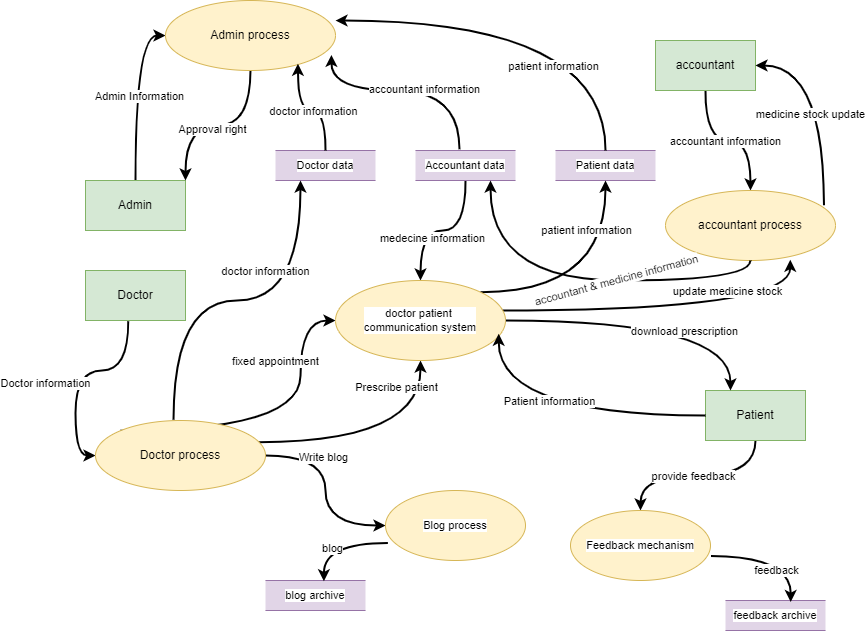 Admin process
patient information
accountant
Admin Information
accountant information
doctor information
medicine stock update
Approval right
accountant information
Doctor data
Accountant data
Patient data
Admin
medecine information
patient information
accountant process
doctor information
accountant & medicine information
update medicine stock
Doctor
doctor patient
communication system
download prescription
fixed appointment
Doctor information
Prescribe patient
Patient information
Patient
Doctor process
Write blog
provide feedback
Blog process
Feedback mechanism
blog
feedback
blog archive
feedback archive